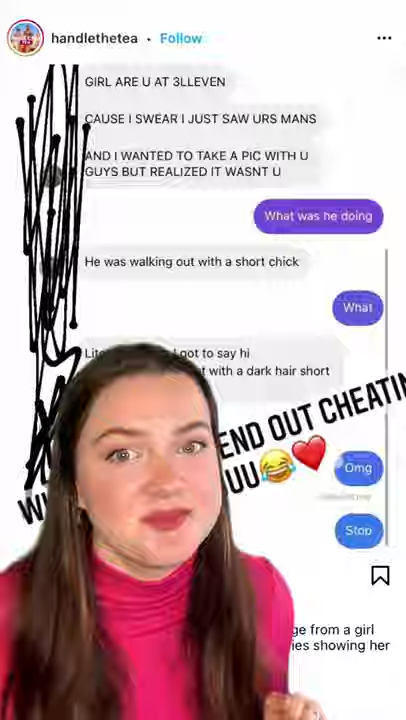 handlethetea • Follow
GIRL ARE U AT 3LLEVEN
CAUSE I SWEAR I JUST SAW URS MANS
AND I WANTED TO TAKE A PIC WITH U
GUYS BUT REALIZED IT WASNT U
What was he doing
He was walking out with a short chick
What
I got to say hi
with a dark hair short
END OUT CHEATIN
UU😂❤️
Omg
Stop
ge from a girl
ies showing her